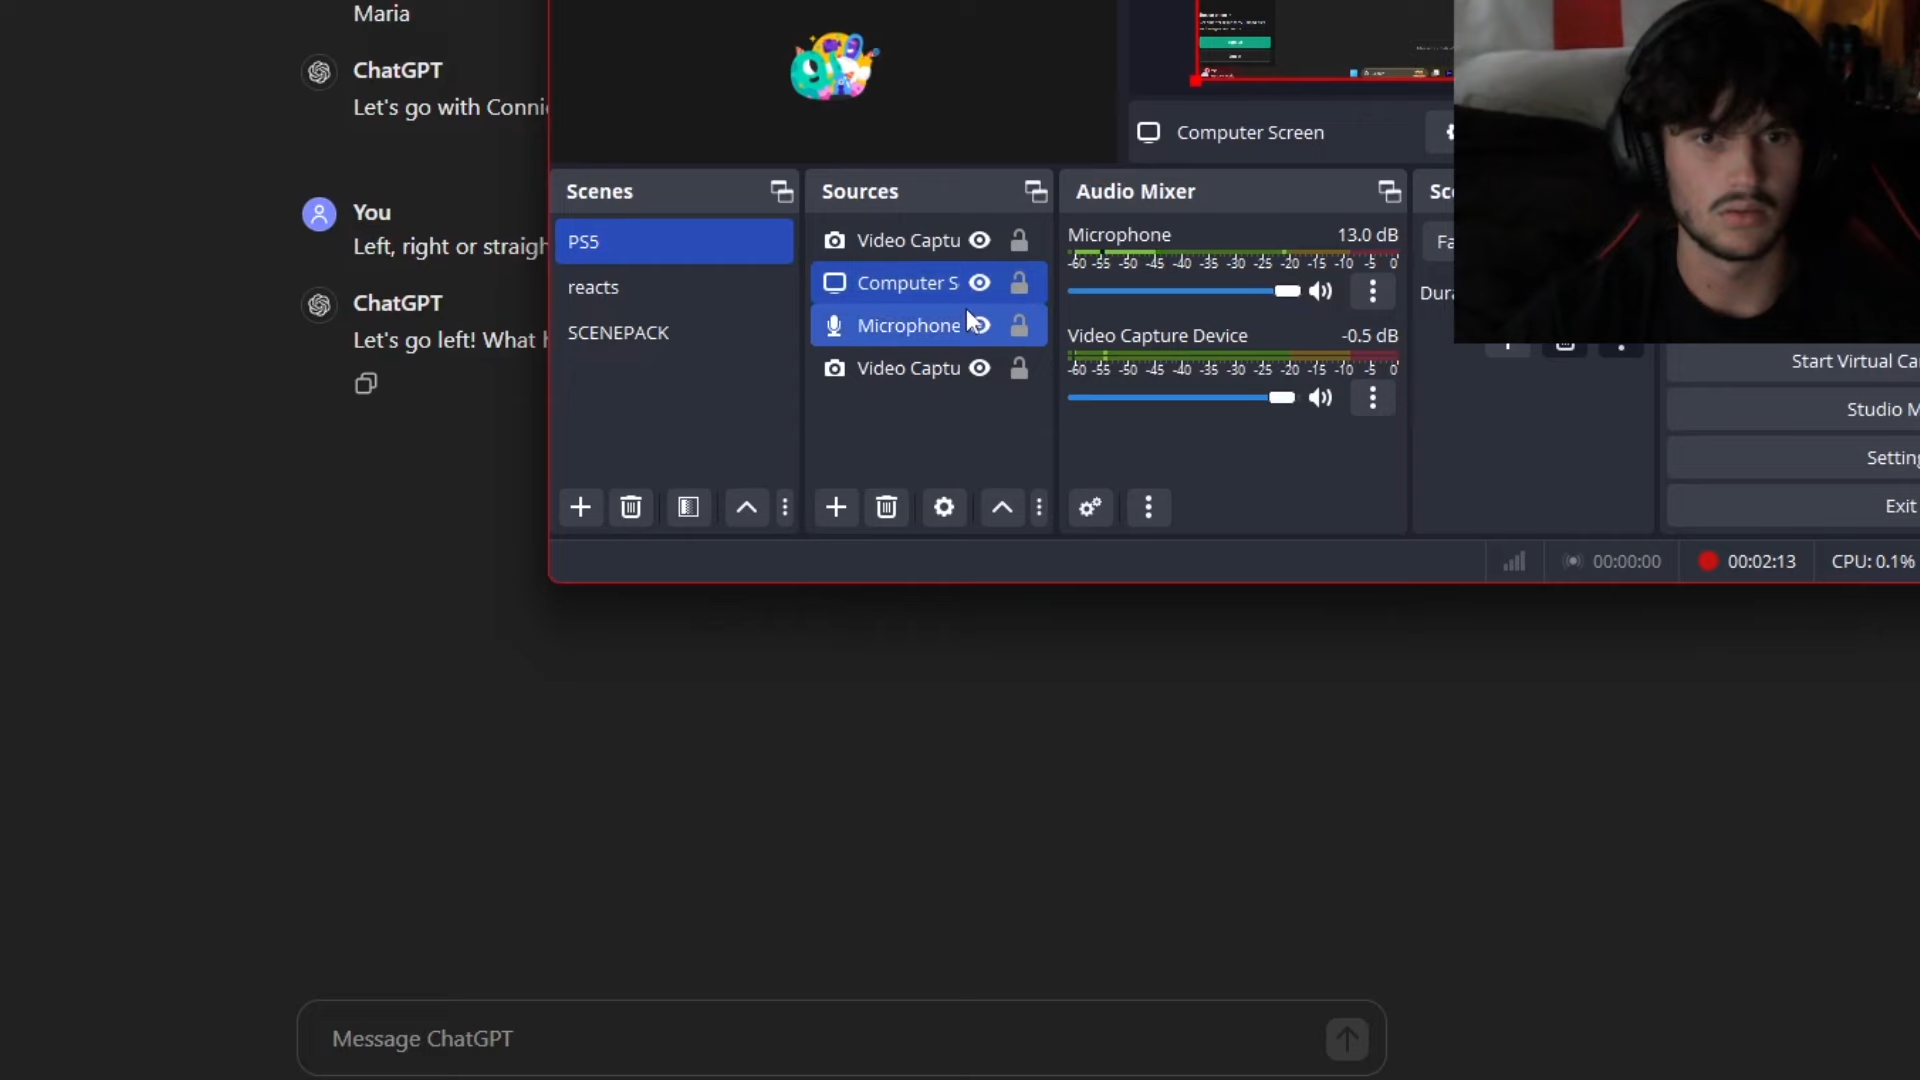 Maria
ChatGPT
Let's go with Conni
You
Left, right or straigh
ChatGPT
Let's go left! What h
Computer Screen
Scenes
PS5
reacts
SCENEPACK
Sources
Video Captu
Computer S
Microphone
Video Captu
Audio Mixer
Microphone 13.0 dB
-60 -55 -50 -45 -40 -35 -30 -25 -20 -15 -10 -5 0
Video Capture Device -0.5 dB
-60 -55 -50 -45 -40 -35 -30 -25 -20 -15 -10 -5 0
Sc
Fa
Dura
Start Virtual Ca
Studio M
Setting
Exit
00:00:00
00:02:13
CPU: 0.1%
Message ChatGPT